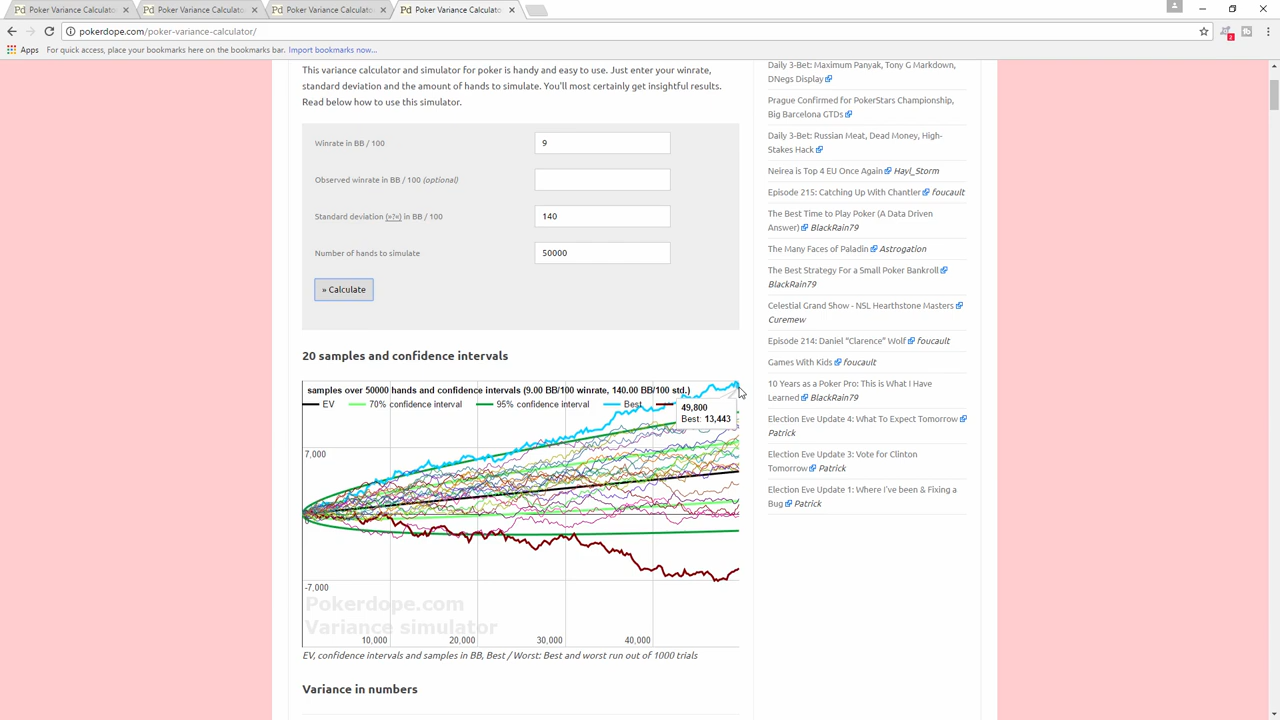 Poker Variance Calculato
Poker Variance Calculato
Poker Variance Calculato
Poker Variance Calculato
pokerdope.com/poker-variance-calculator/
Apps For quick access, place your bookmarks here on the bookmarks bar. Import bookmarks now...
This variance calculator and simulator for poker is handy and easy to use. Just enter your winrate,
standard deviation and the amount of hands to simulate. You'll most certainly get insightful results.
Read below how to use this simulator.
Winrate in BB / 100
9
Observed winrate in BB / 100 (optional)
Standard deviation (»?«) in BB / 100
140
Number of hands to simulate
50000
» Calculate
20 samples and confidence intervals
samples over 50000 hands and confidence intervals (9.00 BB/100 winrate, 140.00 BB/100 std.)
EV 70% confidence interval 95% confidence interval Best
49,800
Best: 13,443
7,000
-7,000
Pokerdope.com
Variance simulator
10,000 20,000 30,000 40,000
EV, confidence intervals and samples in BB, Best / Worst: Best and worst run out of 1000 trials
Variance in numbers
Daily 3-Bet: Maximum Panyak, Tony G Markdown,
DNegs Display
Prague Confirmed for PokerStars Championship,
Big Barcelona GTDs
Daily 3-Bet: Russian Meat, Dead Money, High-
Stakes Hack
Neirea is Top 4 EU Once Again Hayl_Storm
Episode 215: Catching Up With Chantler foucault
The Best Time to Play Poker (A Data Driven
Answer) BlackRain79
The Many Faces of Paladin Astrogation
The Best Strategy For a Small Poker Bankroll
BlackRain79
Celestial Grand Show - NSL Hearthstone Masters
Curemew
Episode 214: Daniel "Clarence" Wolf foucault
Games With Kids foucault
10 Years as a Poker Pro: This is What I Have
Learned BlackRain79
Election Eve Update 4: What To Expect Tomorrow
Patrick
Election Eve Update 3: Vote for Clinton
Tomorrow Patrick
Election Eve Update 1: Where I've been & Fixing a
Bug Patrick